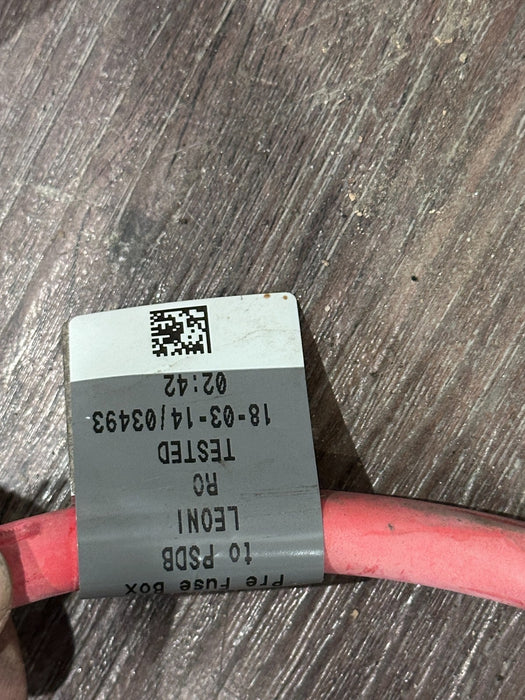 Pre Fuse Box
to PSDB
LEONI
RO
TESTED
18-03-14/03493
02:42